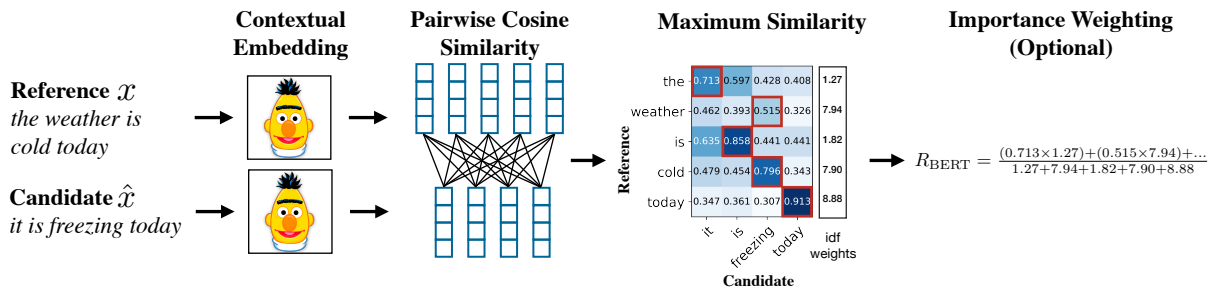 Contextual
Embedding
Pairwise Cosine
Similarity
Maximum Similarity
Importance Weighting
(Optional)
Reference x
the weather is
cold today
Candidate x̂
it is freezing today
Reference
the 0.713 0.597 0.428 0.408 1.27
weather 0.462 0.393 0.515 0.326 7.94
is 0.635 0.858 0.441 0.441 1.82
cold 0.479 0.454 0.796 0.343 7.90
today 0.347 0.361 0.307 0.913 8.88
it is freezing today
idf
weights
Candidate
R_BERT = (0.713×1.27)+(0.515×7.94)+...
1.27+7.94+1.82+7.90+8.88